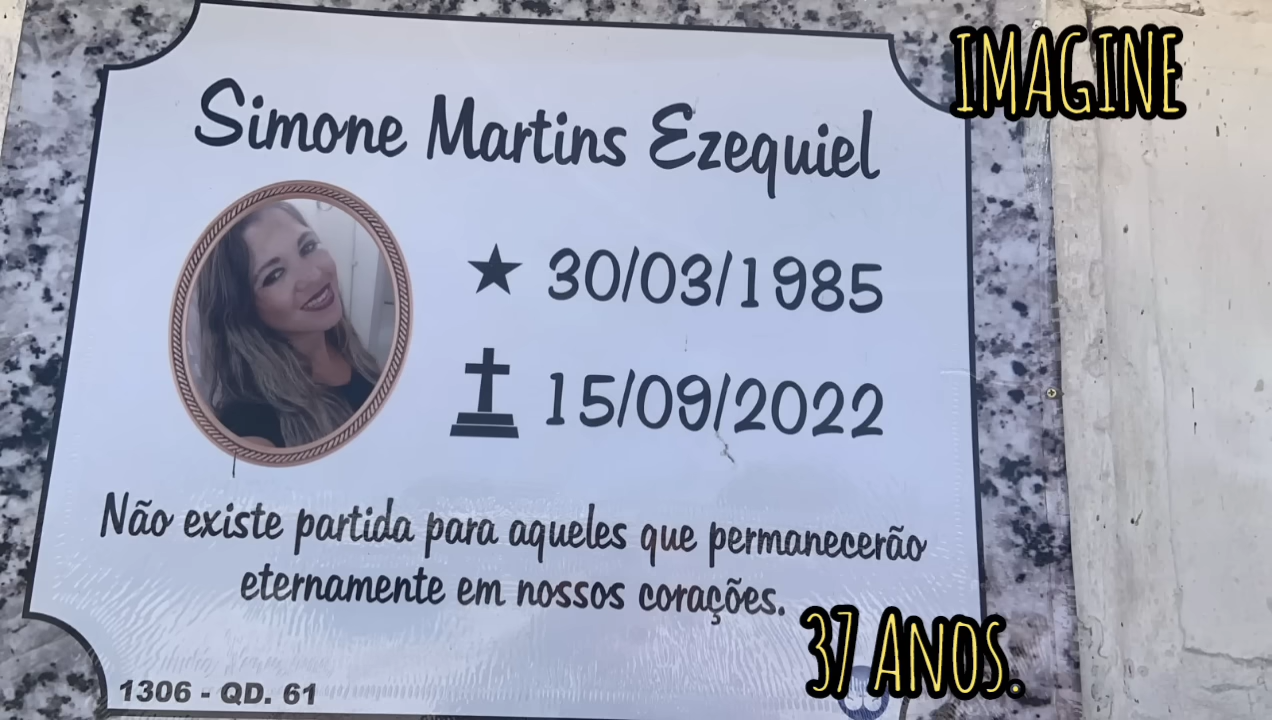 IMAGINE
Simone Martins Ezequiel
30/03/1985
15/09/2022
Não existe partida para aqueles que permanecerão
eternamente em nossos corações.
37 ANOS.
1306 - QD. 61